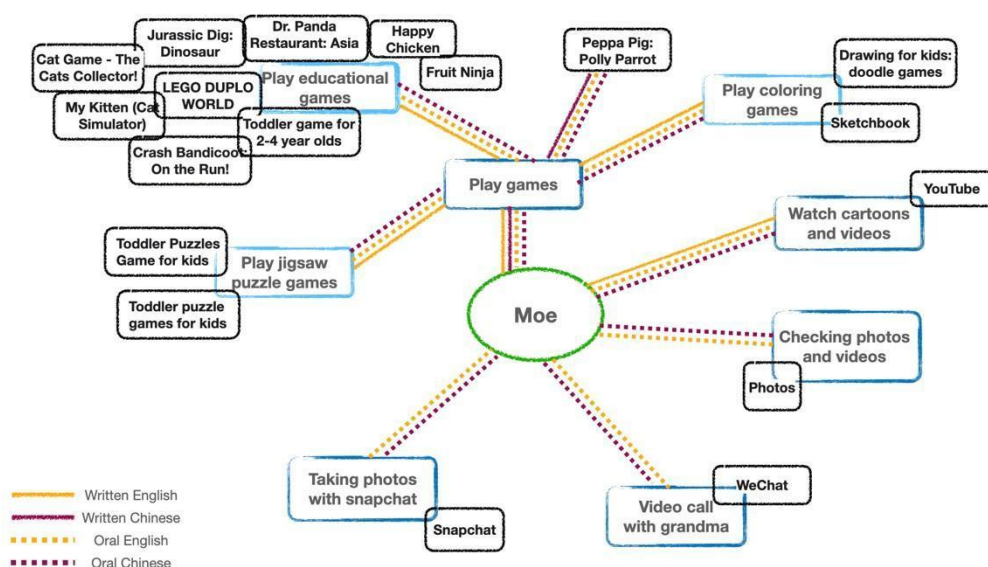 Jurassic Dig:
Dinosaur
Dr. Panda
Restaurant: Asia
Happy
Chicken
Cat Game - The
Cats Collector!
Play educational
games
Fruit Ninja
LEGO DUPLO
WORLD
My Kitten (Cat
Simulator)
Toddler game for
2-4 year olds
Crash Bandicoot:
On the Run!
Peppa Pig:
Polly Parrot
Drawing for kids:
doodle games
Play coloring
games
Sketchbook
Play games
YouTube
Watch cartoons
and videos
Toddler Puzzles
Game for kids
Play jigsaw
puzzle games
Toddler puzzle
games for kids
Moe
Checking photos
and videos
Photos
Taking photos
with snapchat
Snapchat
WeChat
Video call
with grandma
Written English
Written Chinese
Oral English
Oral Chinese